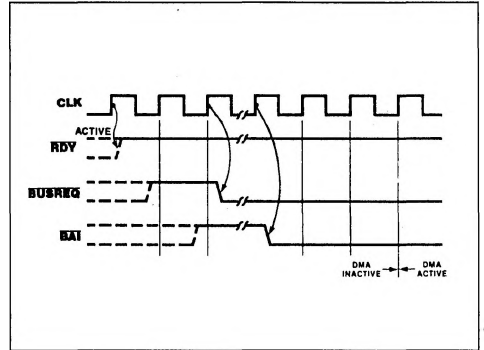 CLK
ACTIVE
RDY
BUSREQ
BAI
DMA INACTIVE
DMA ACTIVE